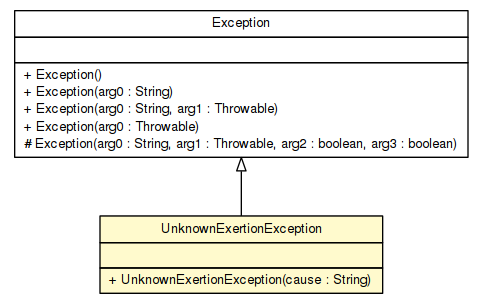 Exception
+ Exception()
+ Exception(arg0 : String)
+ Exception(arg0 : String, arg1 : Throwable)
+ Exception(arg0 : Throwable)
# Exception(arg0 : String, arg1 : Throwable, arg2 : boolean, arg3 : boolean)
UnknownExertionException
+ UnknownExertionException(cause : String)